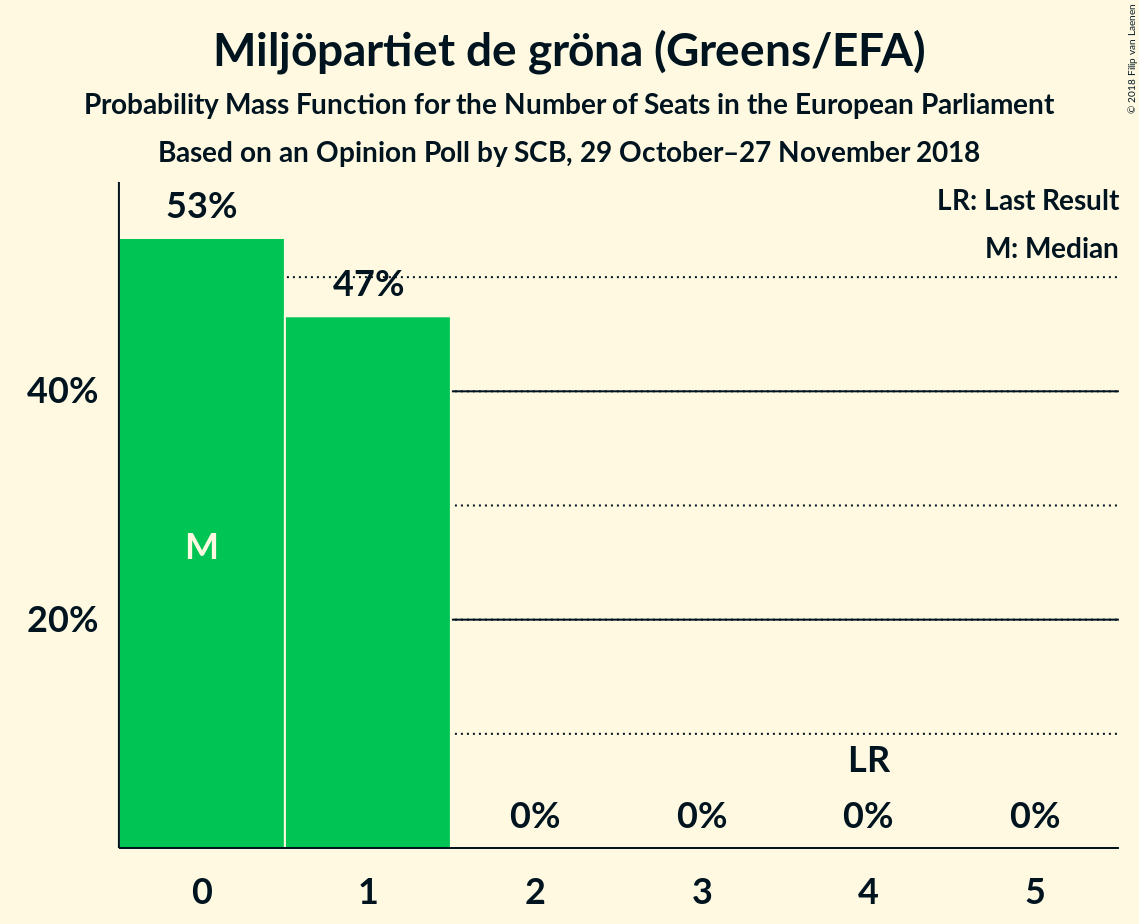 Miljöpartiet de gröna (Greens/EFA)
Probability Mass Function for the Number of Seats in the European Parliament
Based on an Opinion Poll by SCB, 29 October–27 November 2018
© 2018 Filip van Laenen
LR: Last Result
M: Median
53%
47%
40%
M
20%
LR
0% 0% 0% 0%
0 1 2 3 4 5